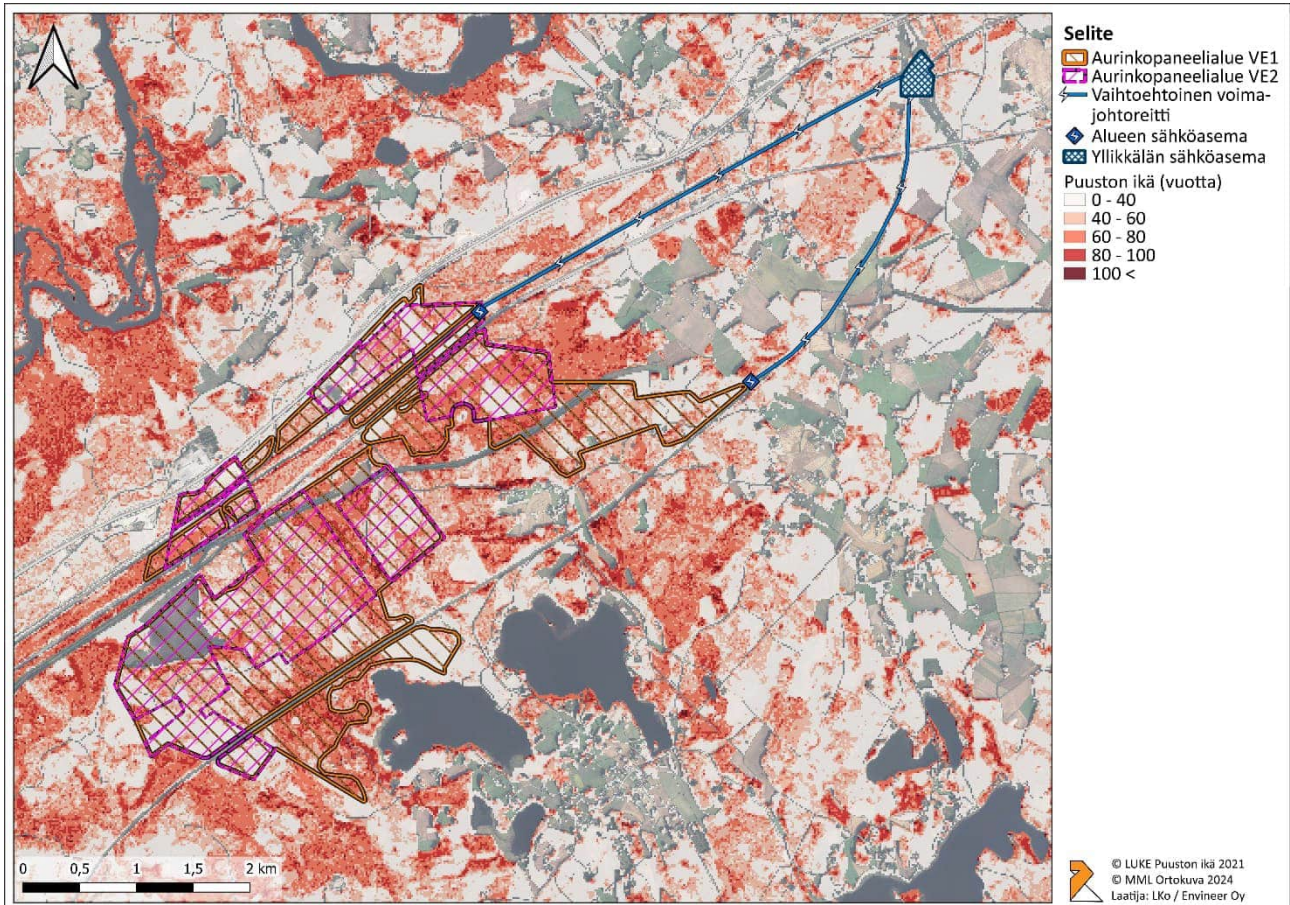 Selite
Aurinkopaneelialue VE1
Aurinkopaneelialue VE2
Vaihtoehtoinen voima-
johtoreitti
Alueen sähköasema
Yllikkälän sähköasema
Puuston ikä (vuotta)
0 - 40
40 - 60
60 - 80
80 - 100
100 <
0 0,5 1 1,5 2 km
© LUKE Puuston ikä 2021
© MML Ortokuva 2024
Laatija: LKo / Envineer Oy